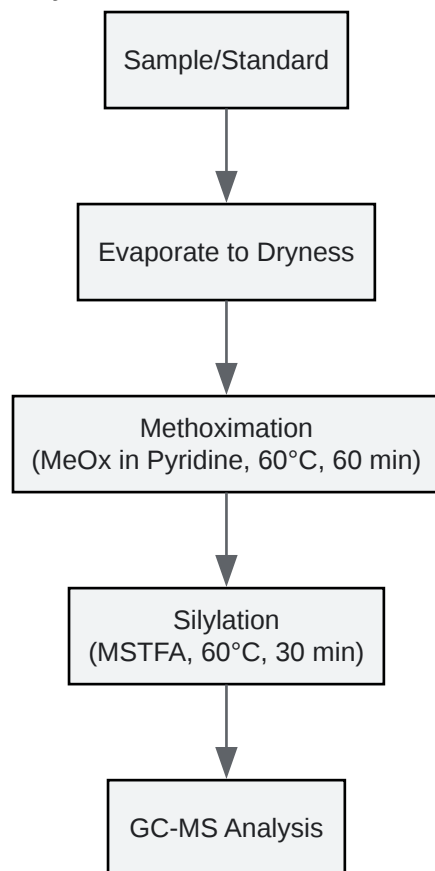 Sample/Standard
Evaporate to Dryness
Methoximation
(MeOx in Pyridine, 60°C, 60 min)
Silylation
(MSTFA, 60°C, 30 min)
GC-MS Analysis